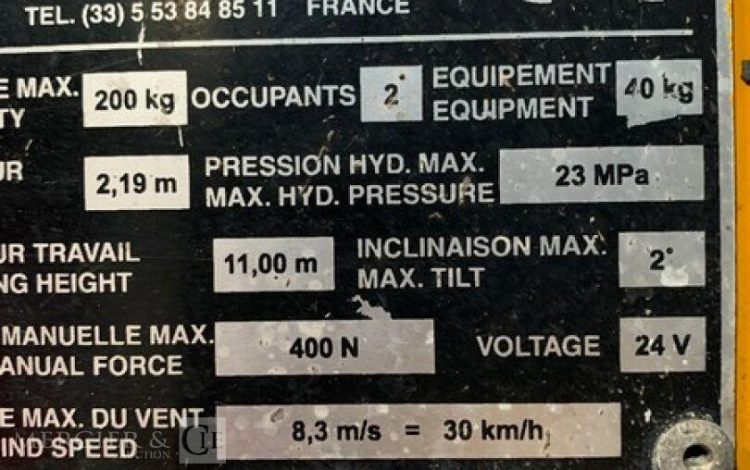 TEL. (33) 5 53 84 85 11 FRANCE
E MAX. 200 kg OCCUPANTS 2° EQUIPEMENT 40 kg
TY EQUIPMENT
UR 2,19 m PRESSION HYD. MAX. 23 MPa
MAX. HYD. PRESSURE
UR TRAVAIL 11,00 m INCLINAISON MAX. 2°
NG HEIGHT MAX. TILT
MANUELLE MAX. 400 N VOLTAGE 24 V
ANUAL FORCE
E MAX. DU VENT 8,3 m/s = 30 km/h
IND SPEED
MERCIER & CIE